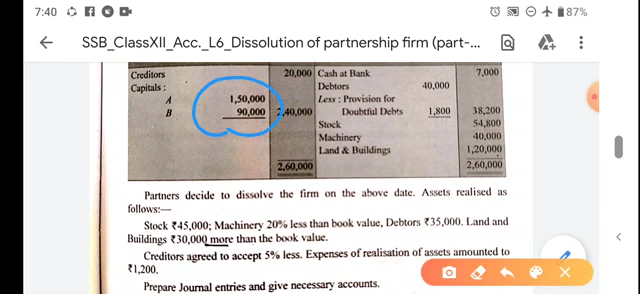 7:40 87%
SSB_ClassXII_Acc._L6_Dissolution of partnership firm (part-...
Creditors 20,000 Cash at Bank 7,000
Capitals : Debtors 40,000
A 1,50,000 Less : Provision for
B 90,000 2,40,000 Doubtful Debts 1,800 38,200
Stock 54,800
Machinery 40,000
Land & Buildings 1,20,000
2,60,000 2,60,000
Partners decide to dissolve the firm on the above date. Assets realised as
follows:—
Stock ₹45,000; Machinery 20% less than book value, Debtors ₹35,000. Land and
Buildings ₹30,000 more than the book value.
Creditors agreed to accept 5% less. Expenses of realisation of assets amounted to
₹1,200.
Prepare Journal entries and give necessary accounts.